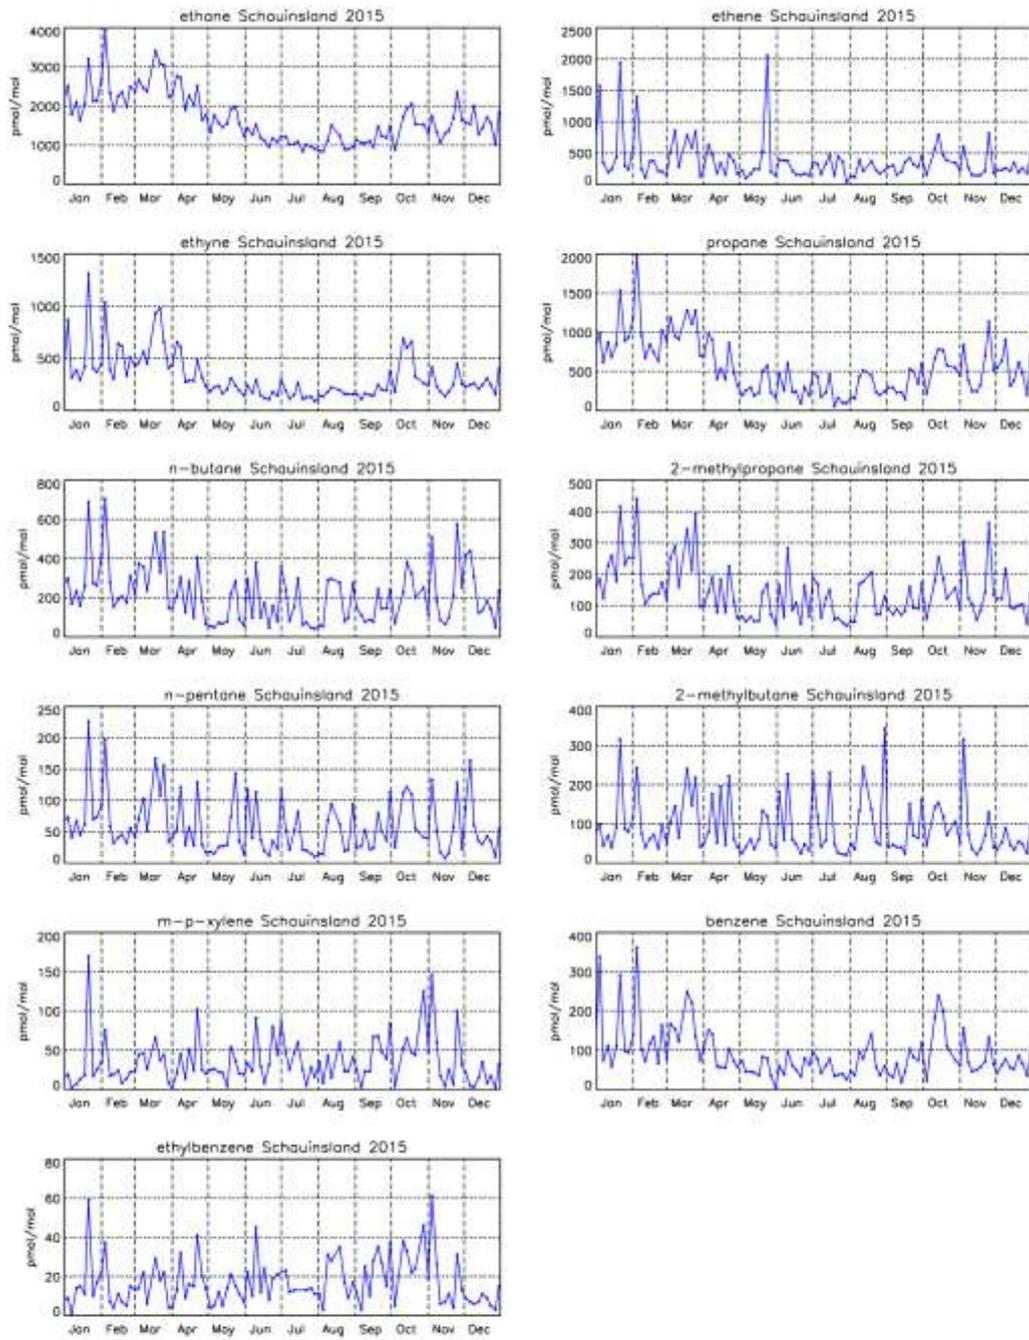 ethane Schauinsland 2015
4000
3000
2000
1000
0
pmol/mol
Jan Feb Mar Apr May Jun Jul Aug Sep Oct Nov Dec
ethene Schauinsland 2015
2500
2000
1500
1000
500
0
pmol/mol
Jan Feb Mar Apr May Jun Jul Aug Sep Oct Nov Dec
ethyne Schauinsland 2015
1500
1000
500
0
pmol/mol
Jan Feb Mar Apr May Jun Jul Aug Sep Oct Nov Dec
propane Schauinsland 2015
2000
1500
1000
500
0
pmol/mol
Jan Feb Mar Apr May Jun Jul Aug Sep Oct Nov Dec
n-butane Schauinsland 2015
800
600
400
200
0
pmol/mol
Jan Feb Mar Apr May Jun Jul Aug Sep Oct Nov Dec
2-methylpropane Schauinsland 2015
500
400
300
200
100
0
pmol/mol
Jan Feb Mar Apr May Jun Jul Aug Sep Oct Nov Dec
n-pentane Schauinsland 2015
250
200
150
100
50
0
pmol/mol
Jan Feb Mar Apr May Jun Jul Aug Sep Oct Nov Dec
2-methylbutane Schauinsland 2015
400
300
200
100
0
pmol/mol
Jan Feb Mar Apr May Jun Jul Aug Sep Oct Nov Dec
m-p-xylene Schauinsland 2015
200
150
100
50
0
pmol/mol
Jan Feb Mar Apr May Jun Jul Aug Sep Oct Nov Dec
benzene Schauinsland 2015
400
300
200
100
0
pmol/mol
Jan Feb Mar Apr May Jun Jul Aug Sep Oct Nov Dec
ethylbenzene Schauinsland 2015
80
60
40
20
0
pmol/mol
Jan Feb Mar Apr May Jun Jul Aug Sep Oct Nov Dec